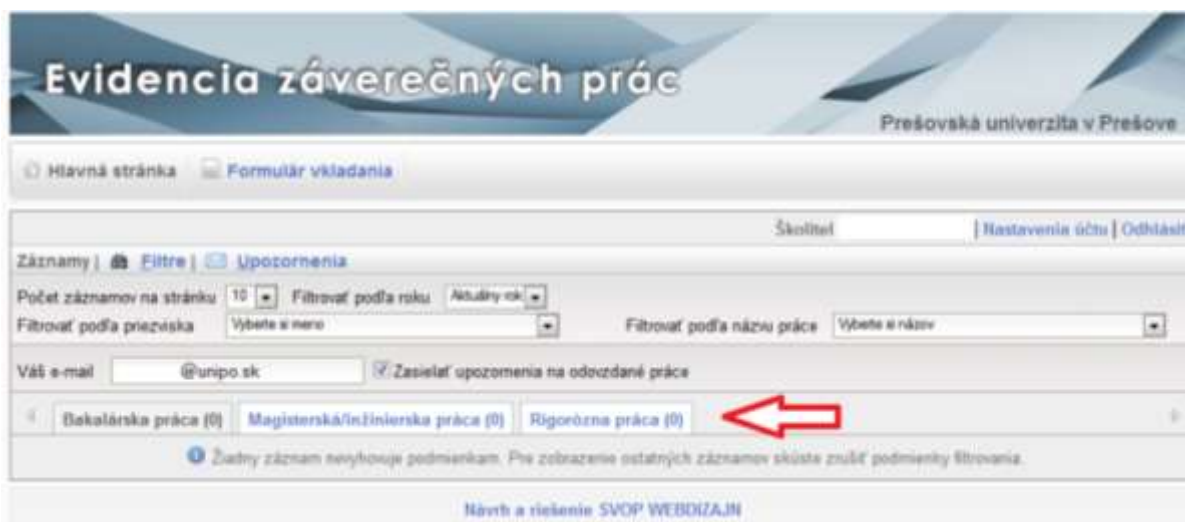 Evidencia záverečných prác
Prešovská univerzita v Prešove
Hlavná stránka Formulár vkladania
Školiteľ | Nastavenia účtu | Odhlásiť
Záznamy | Filtre | Upozornenia
Počet záznamov na stránku 10 Filtrovať podľa roku Aktuálny rok
Filtrovať podľa priezviska Vyberte si meno Filtrovať podľa názvu práce Vyberte si názov
Váš e-mail @unipo.sk Zasielať upozornenia na odovzdané práce
Bakalárska práca (0) Magisterská/inžinierska práca (0) Rigorózna práca (0)
Žiadny záznam nevyhovuje podmienkam. Pre zobrazenie ostatných záznamov skúste zrušiť podmienky filtrovania.
Návrh a riešenie SVOP WEBDIZAJN